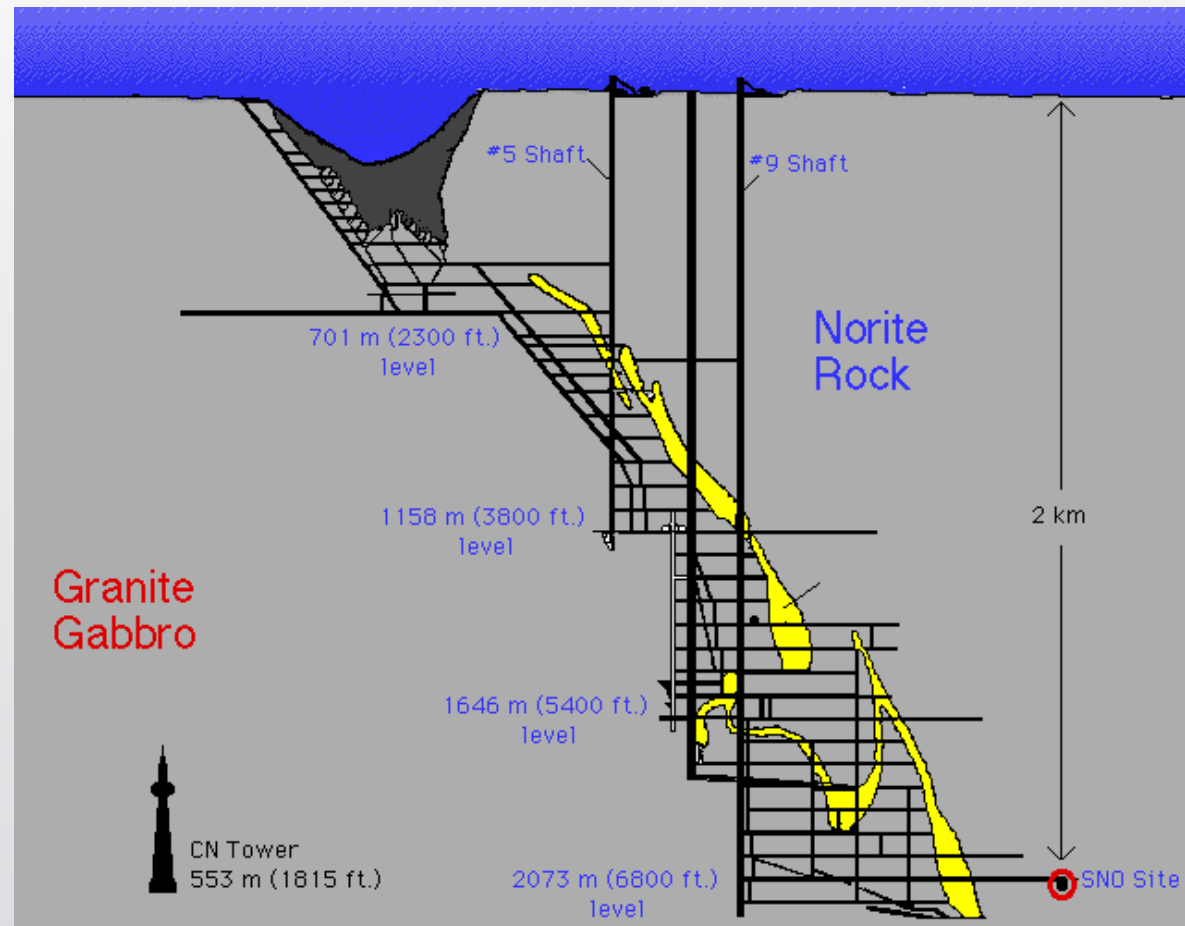 #5 Shaft
#9 Shaft
701 m (2300 ft.)
level
Norite
Rock
1158 m (3800 ft.)
level
2 km
Granite
Gabbro
1646 m (5400 ft.)
level
CN Tower
553 m (1815 ft.)
2073 m (6800 ft.)
level
SNO Site